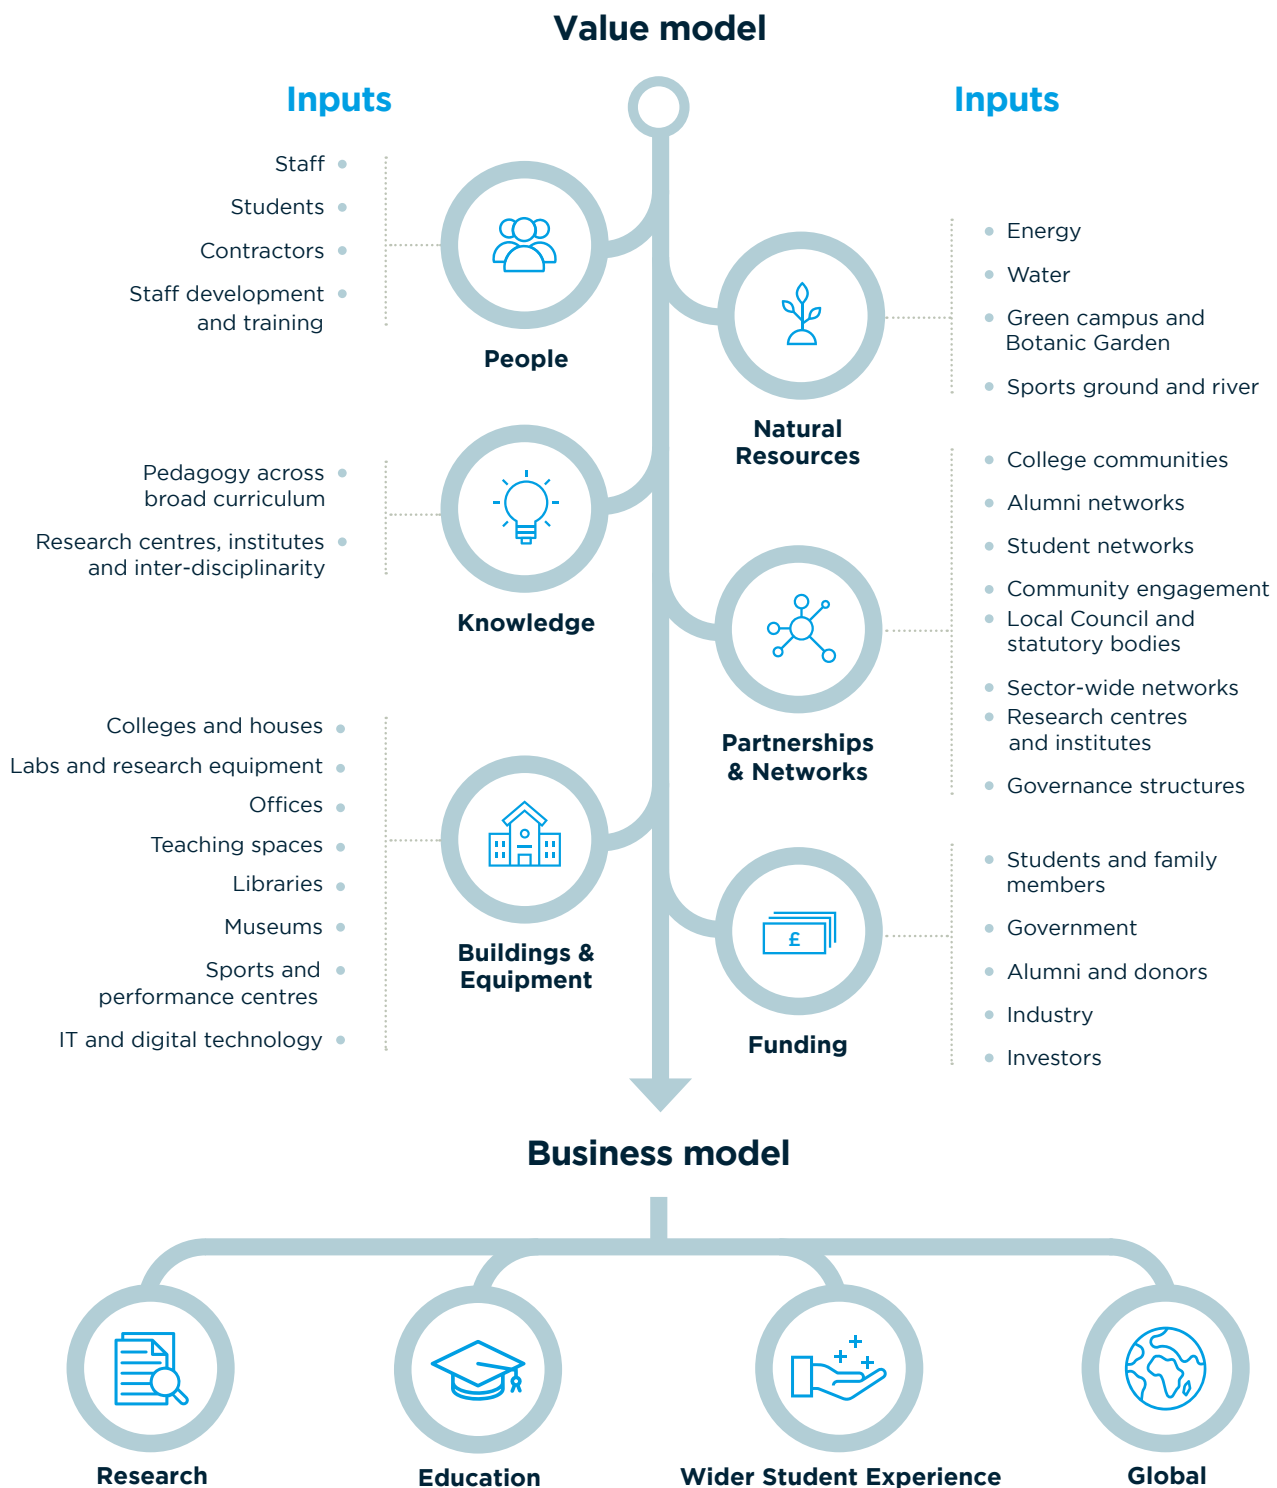 Value model
Inputs
Staff
Students
Contractors
Staff development
and training
People
Pedagogy across
broad curriculum
Research centres, institutes
and inter-disciplinarity
Knowledge
Colleges and houses
Labs and research equipment
Offices
Teaching spaces
Libraries
Museums
Sports and
performance centres
IT and digital technology
Buildings &
Equipment
Inputs
Energy
Water
Green campus and
Botanic Garden
Sports ground and river
Natural
Resources
College communities
Alumni networks
Student networks
Community engagement
Local Council and
statutory bodies
Sector-wide networks
Research centres
and institutes
Governance structures
Partnerships
& Networks
Students and family
members
Government
Alumni and donors
Industry
Investors
£
Funding
Business model
Research
Education
Wider Student Experience
Global